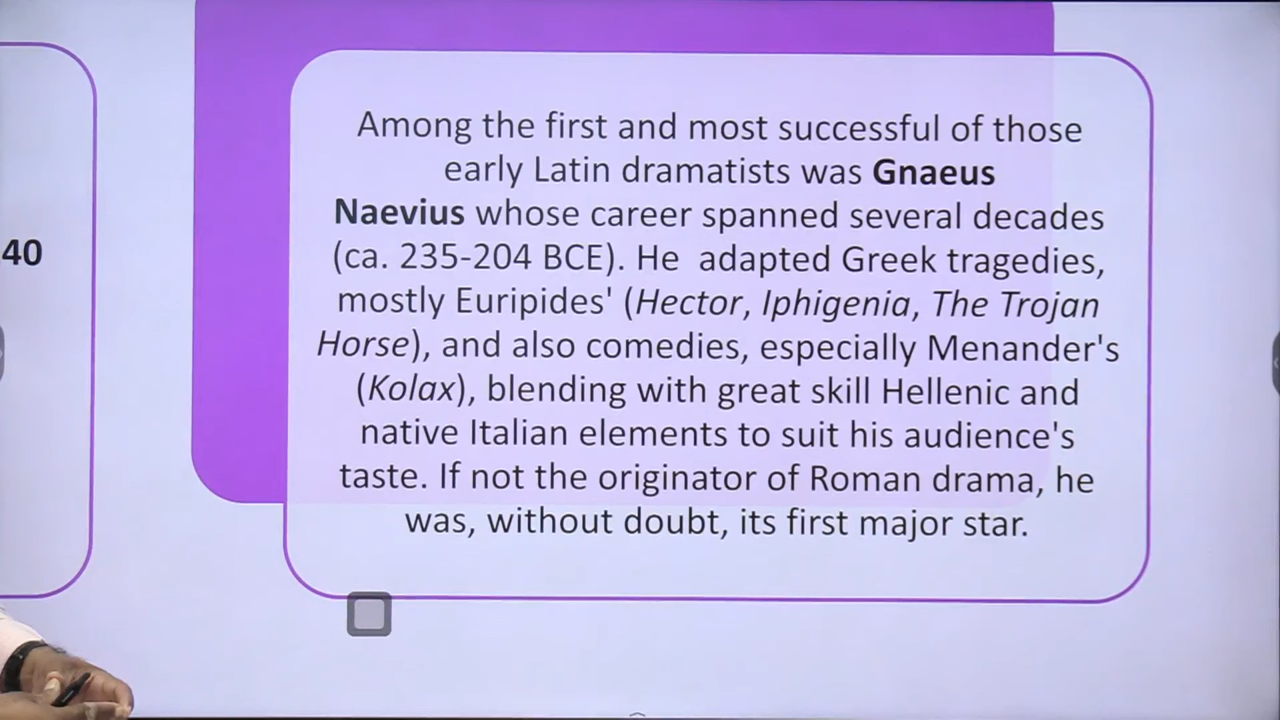 40
Among the first and most successful of those
early Latin dramatists was Gnaeus
Naevius whose career spanned several decades
(ca. 235-204 BCE). He  adapted Greek tragedies,
mostly Euripides' (Hector, Iphigenia, The Trojan
Horse), and also comedies, especially Menander's
(Kolax), blending with great skill Hellenic and
native Italian elements to suit his audience's
taste. If not the originator of Roman drama, he
was, without doubt, its first major star.